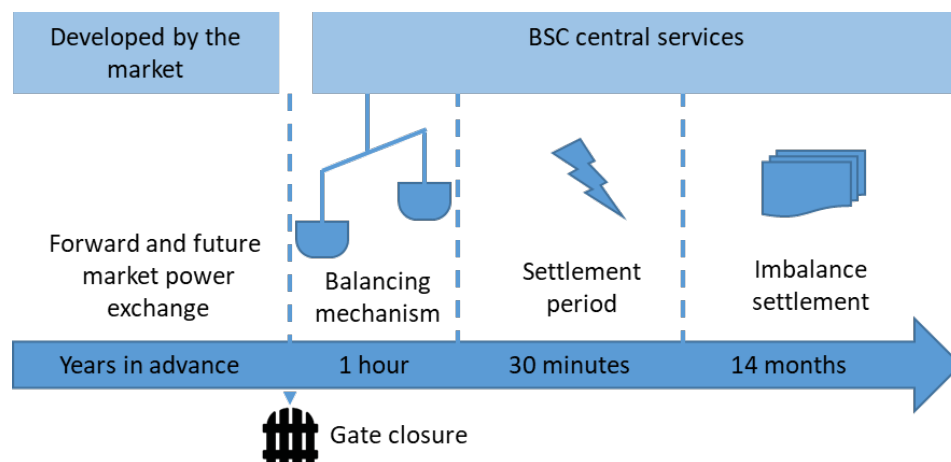 Developed by the
market
BSC central services
Forward and future
market power
exchange
Balancing
mechanism
Settlement
period
Imbalance
settlement
Years in advance
1 hour
30 minutes
14 months
Gate closure